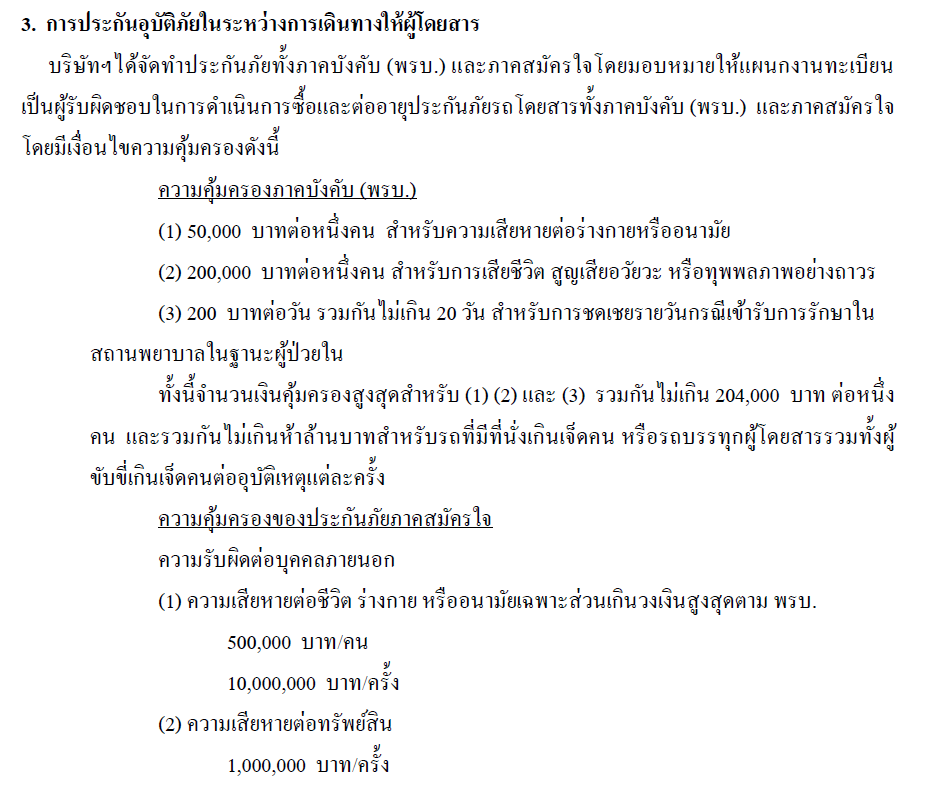 3. การประกันอุบัติภัยในระหว่างการเดินทางให้ผู้โดยสาร
บริษัทฯได้จัดทำประกันภัยทั้งภาคบังคับ (พรบ.) และภาคสมัครใจโดยมอบหมายให้แผนกงานทะเบียน
เป็นผู้รับผิดชอบในการดำเนินการซื้อและต่ออายุประกันภัยรถโดยสารทั้งภาคบังคับ (พรบ.) และภาคสมัครใจ
โดยมีเงื่อนไขความคุ้มครองดังนี้
ความคุ้มครองภาคบังคับ (พรบ.)
(1) 50,000 บาทต่อหนึ่งคน สำหรับความเสียหายต่อร่างกายหรืออนามัย
(2) 200,000 บาทต่อหนึ่งคน สำหรับการเสียชีวิต สูญเสียอวัยวะ หรือทุพพลภาพอย่างถาวร
(3) 200 บาทต่อวัน รวมกันไม่เกิน 20 วัน สำหรับการชดเชยรายวันกรณีเข้ารับการรักษาใน
สถานพยาบาลในฐานะผู้ป่วยใน
ทั้งนี้จำนวนเงินคุ้มครองสูงสุดสำหรับ (1) (2) และ (3) รวมกันไม่เกิน 204,000 บาท ต่อหนึ่ง
คน และรวมกันไม่เกินห้าล้านบาทสำหรับรถที่มีที่นั่งเกินเจ็ดคน หรือรถบรรทุกผู้โดยสารรวมทั้งผู้
ขับขี่เกินเจ็ดคนต่ออุบัติเหตุแต่ละครั้ง
ความคุ้มครองของประกันภัยภาคสมัครใจ
ความรับผิดต่อบุคคลภายนอก
(1) ความเสียหายต่อชีวิต ร่างกาย หรืออนามัยเฉพาะส่วนเกินวงเงินสูงสุดตาม พรบ.
500,000 บาท/คน
10,000,000 บาท/ครั้ง
(2) ความเสียหายต่อทรัพย์สิน
1,000,000 บาท/ครั้ง